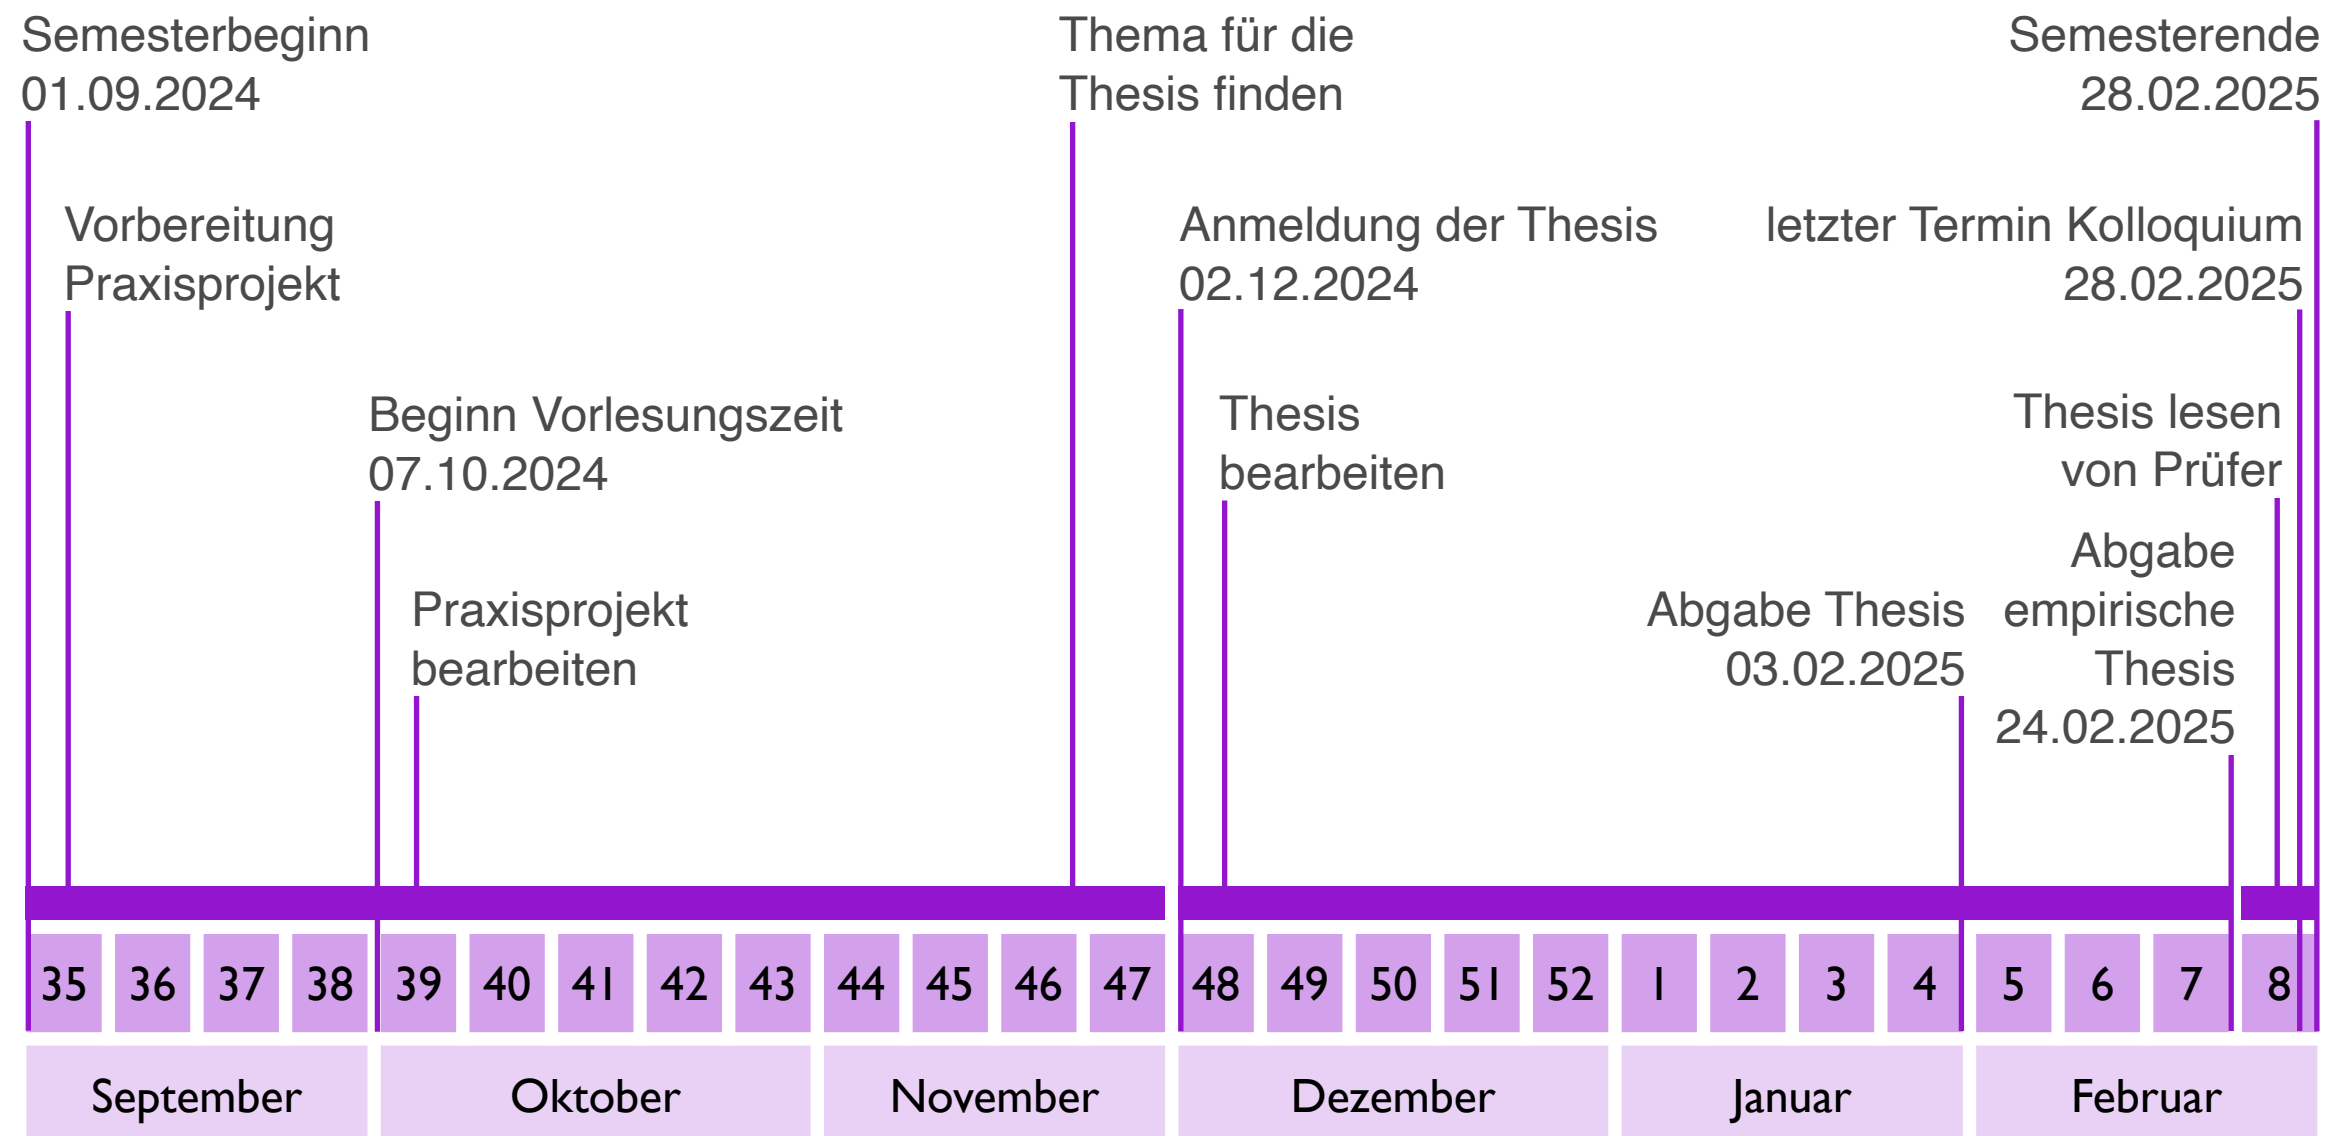 Semesterbeginn
01.09.2024
Thema für die
Thesis finden
Semesterende
28.02.2025
Vorbereitung
Praxisprojekt
Anmeldung der Thesis
02.12.2024
letzter Termin Kolloquium
28.02.2025
Beginn Vorlesungszeit
07.10.2024
Thesis
bearbeiten
Thesis lesen
von Prüfer
Praxisprojekt
bearbeiten
Abgabe Thesis
03.02.2025
Abgabe
empirische
Thesis
24.02.2025
35 36 37 38 39 40 41 42 43 44 45 46 47 48 49 50 51 52 1 2 3 4 5 6 7 8
September Oktober November Dezember Januar Februar